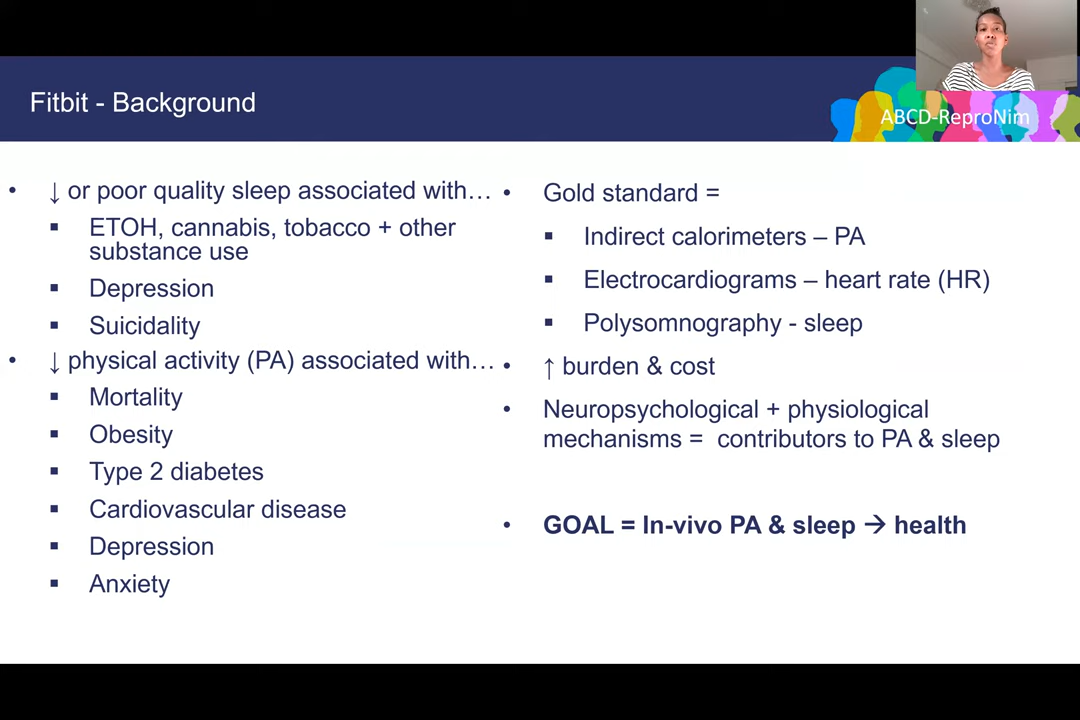 Fitbit - Background
ABCD-ReproNim
• ↓ or poor quality sleep associated with…
▪ ETOH, cannabis, tobacco + other
substance use
▪ Depression
▪ Suicidality
• ↓ physical activity (PA) associated with…
▪ Mortality
▪ Obesity
▪ Type 2 diabetes
▪ Cardiovascular disease
▪ Depression
▪ Anxiety
• Gold standard =
▪ Indirect calorimeters – PA
▪ Electrocardiograms – heart rate (HR)
▪ Polysomnography - sleep
• ↑ burden & cost
• Neuropsychological + physiological
mechanisms = contributors to PA & sleep
• GOAL = In-vivo PA & sleep → health